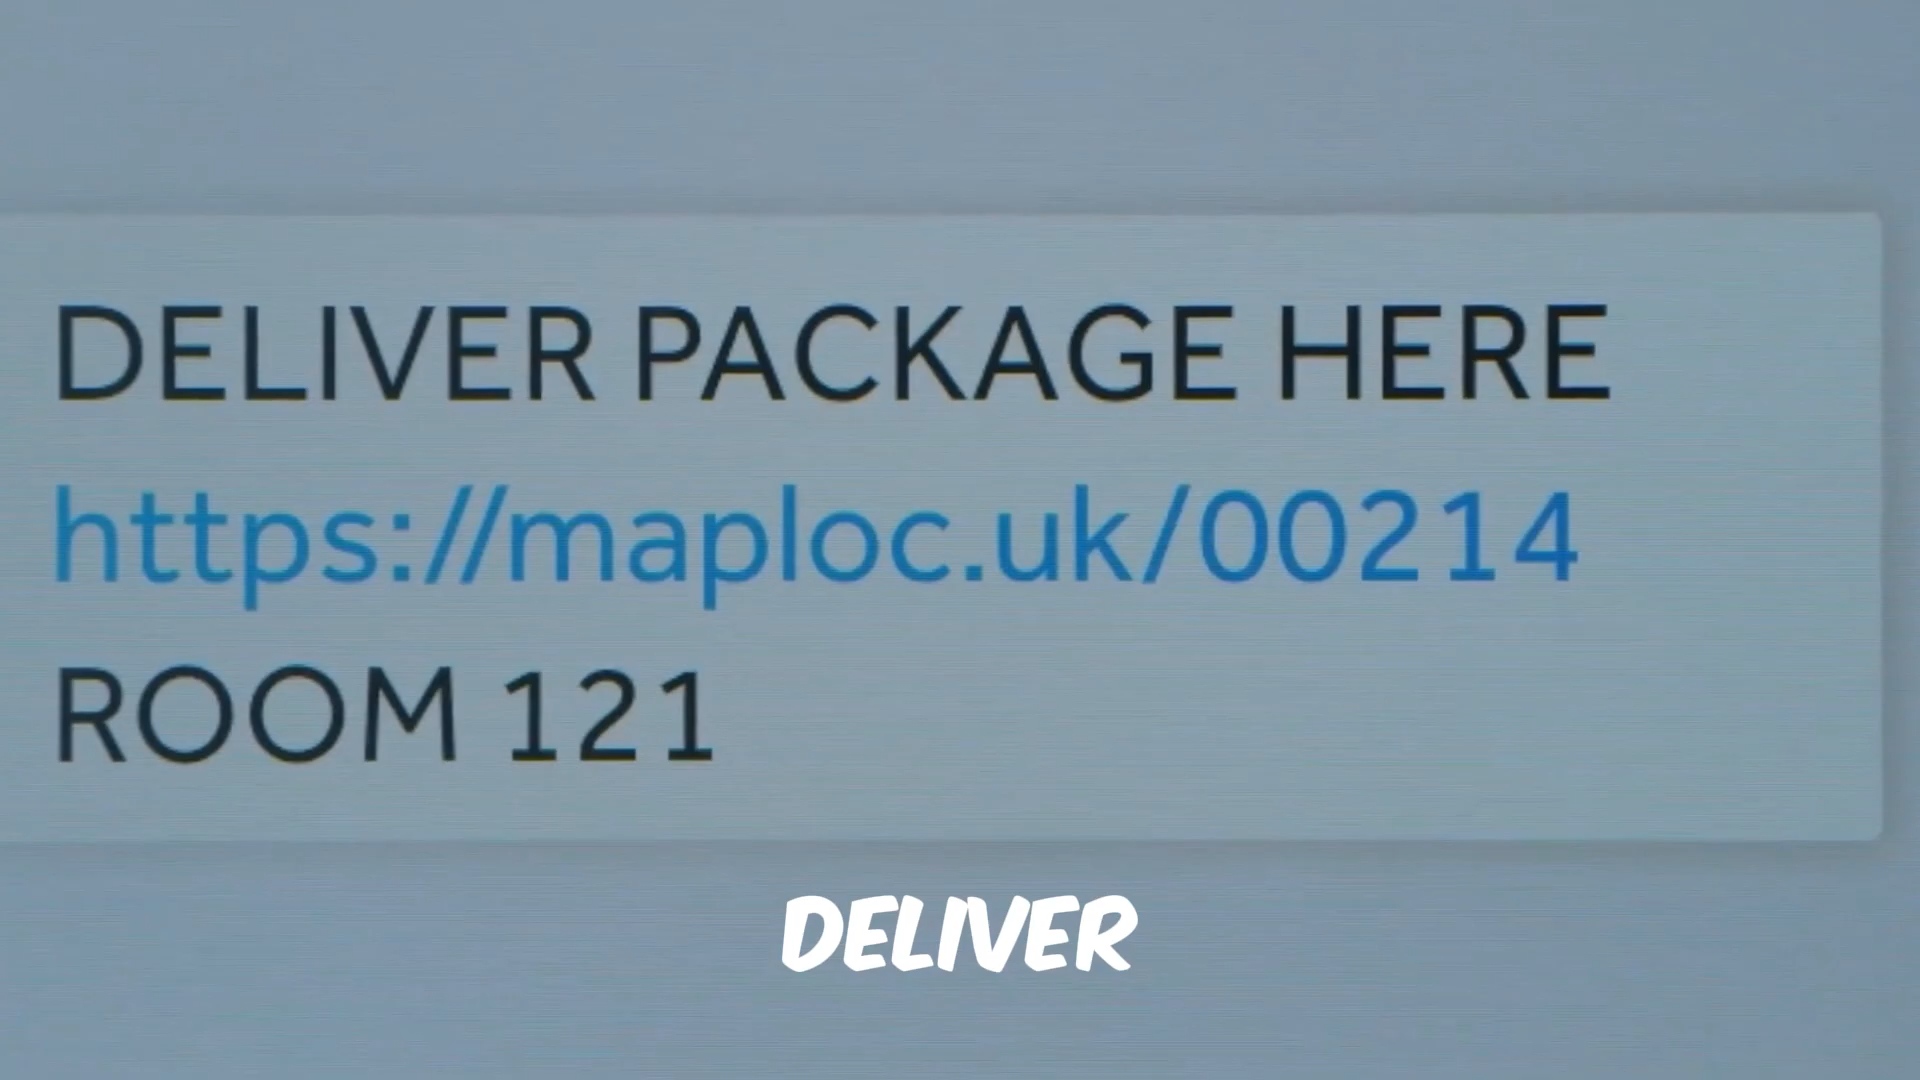 DELIVER PACKAGE HERE
https://maploc.uk/00214
ROOM 121
DELIVER